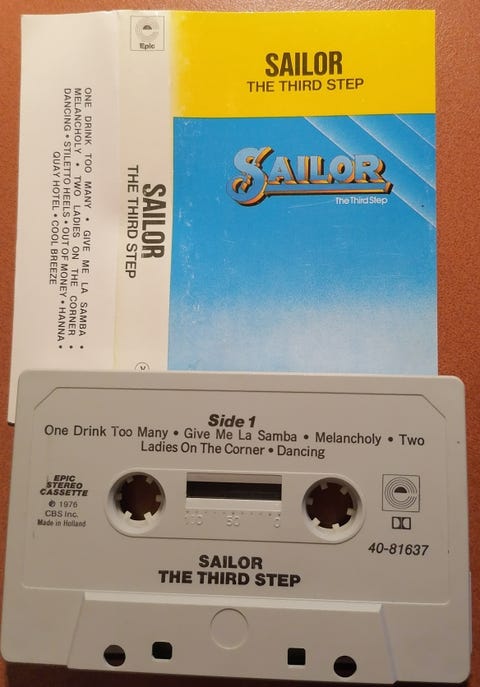 Epic
SAILOR
THE THIRD STEP
SAILOR
The Third Step
SAILOR
THE THIRD STEP
ONE DRINK TOO MANY • GIVE ME LA SAMBA •
MELANCHOLY • TWO LADIES ON THE CORNER •
DANCING • STILETTO HEELS • OUT OF MONEY • HANNA •
QUAY HOTEL • COOL BREEZE
Side 1
One Drink Too Many • Give Me La Samba • Melancholy • Two
Ladies On The Corner • Dancing
EPIC
STEREO
CASSETTE
℗ 1976
CBS Inc.
Made in Holland
100 50 0
40-81637
SAILOR
THE THIRD STEP